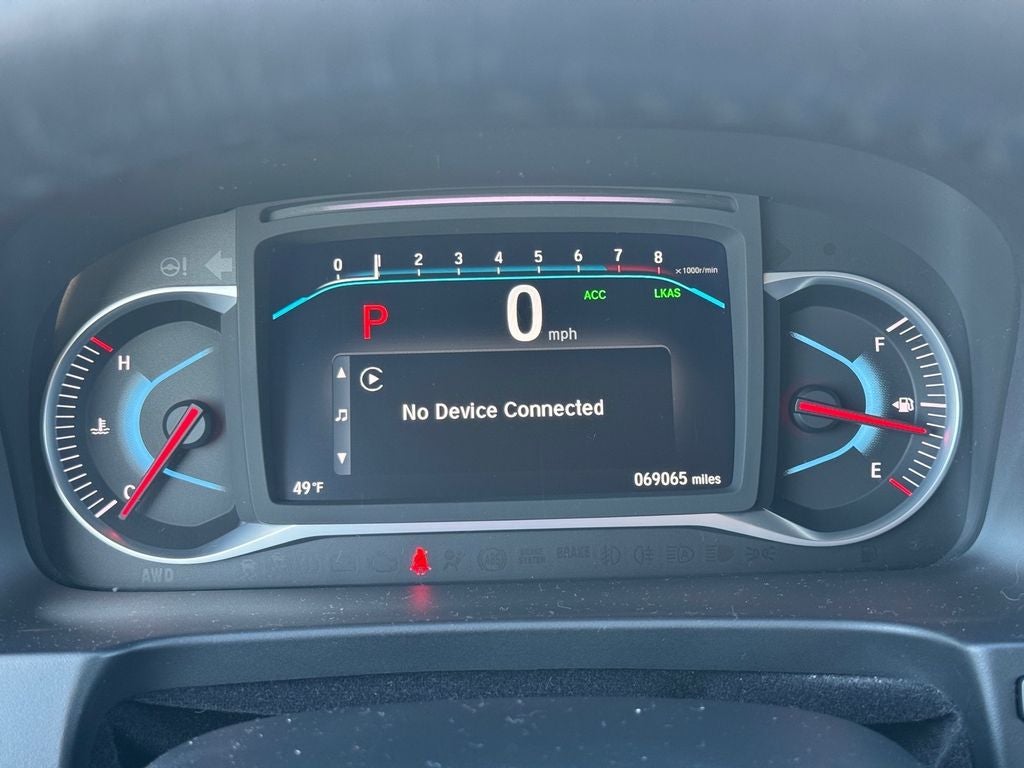 0 1 2 3 4 5 6 7 8 ×1000r/min
P 0 mph ACC LKAS
H
F
No Device Connected
C
E
49°F
069065 miles
AWD
BRAKE